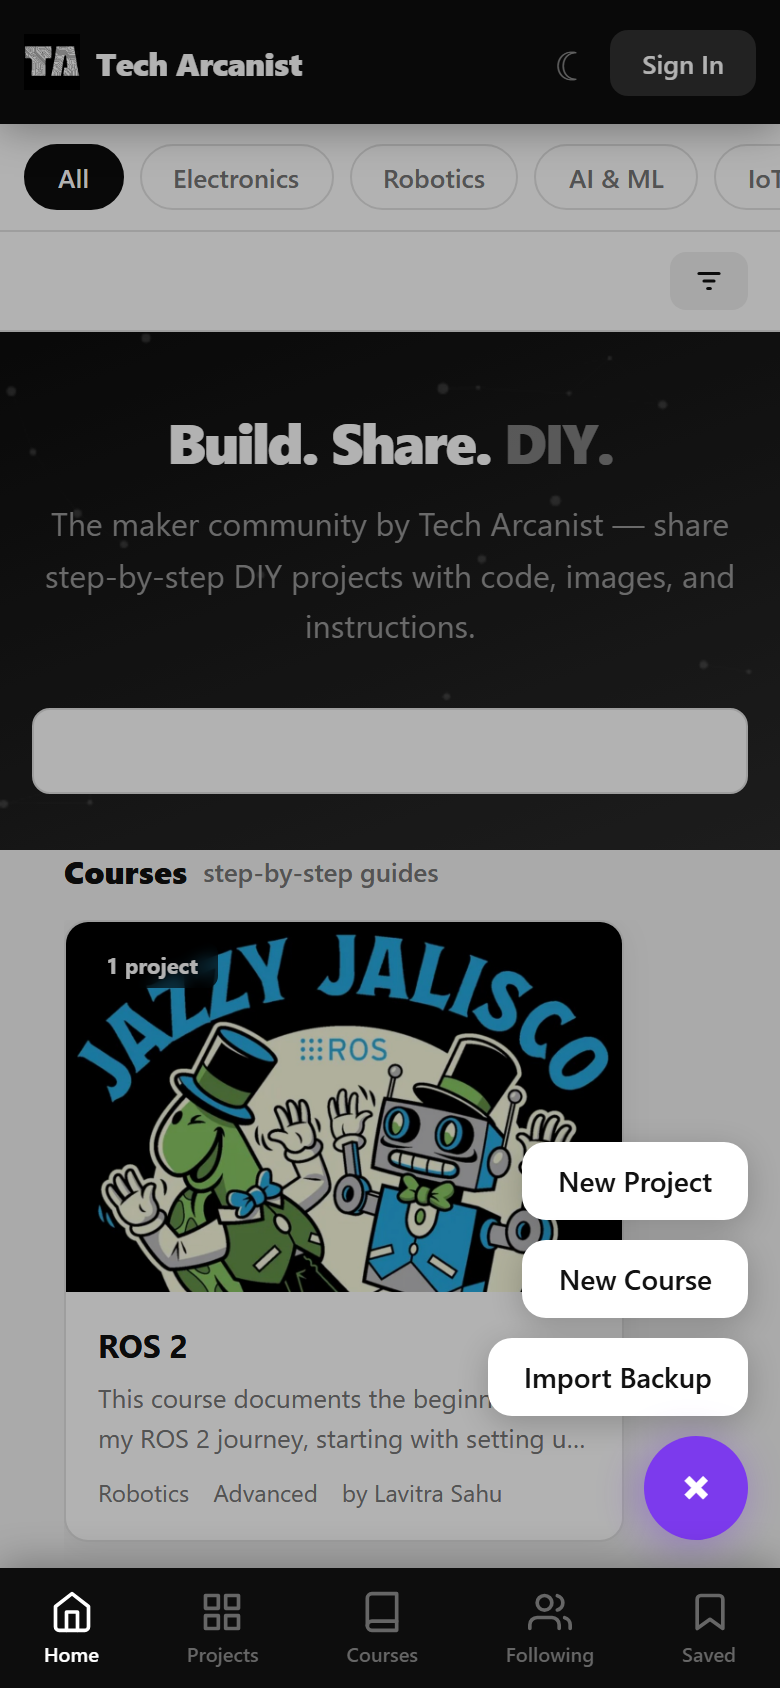 TA Tech Arcanist
Sign In
All Electronics Robotics AI & ML IoT
Build. Share. DIY.
The maker community by Tech Arcanist — share
step-by-step DIY projects with code, images, and
instructions.
Courses step-by-step guides
1 project
JAZZY JALISCO
ROS
New Project
New Course
ROS 2
Import Backup
This course documents the beginn
my ROS 2 journey, starting with setting u...
Robotics Advanced by Lavitra Sahu
Home Projects Courses Following Saved